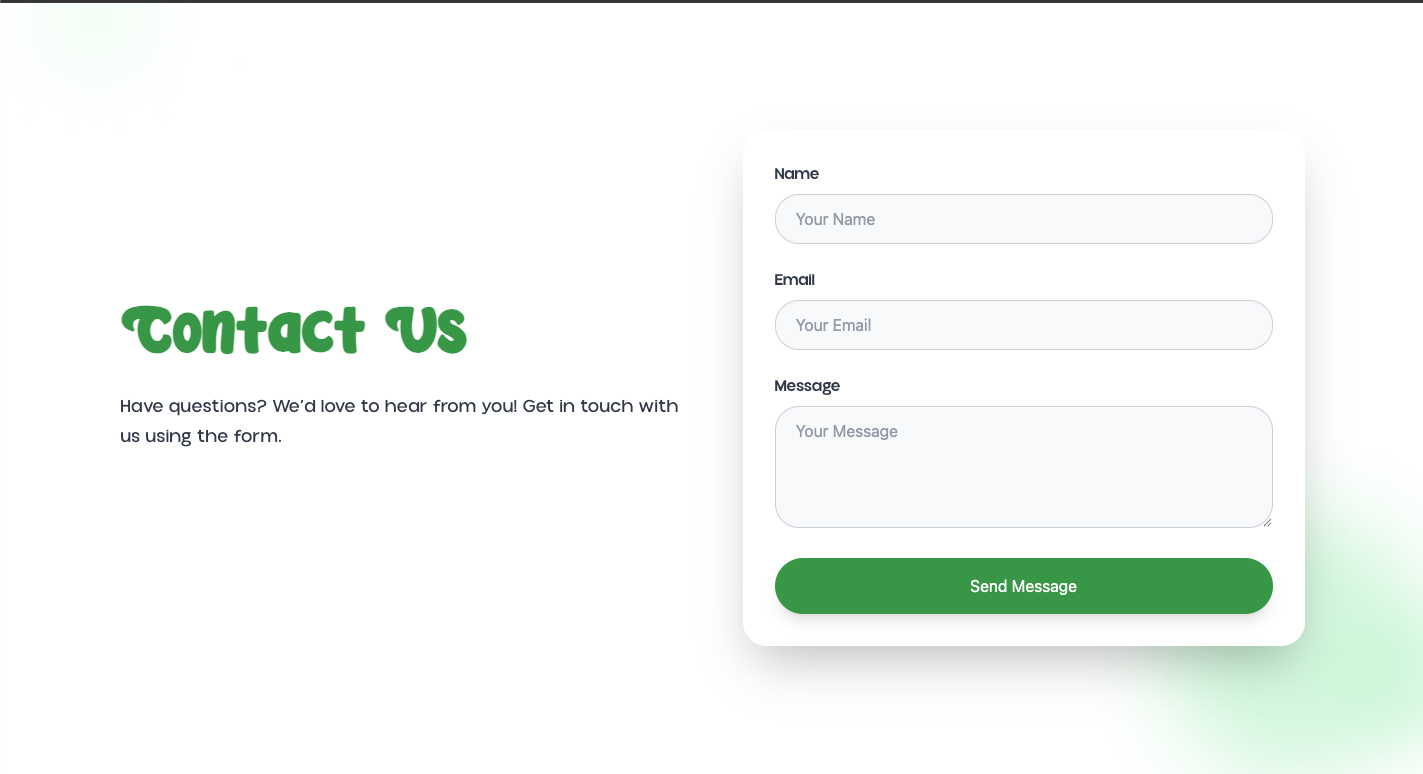 Contact Us
Have questions? We'd love to hear from you! Get in touch with
us using the form.
Name
Your Name
Email
Your Email
Message
Your Message
Send Message